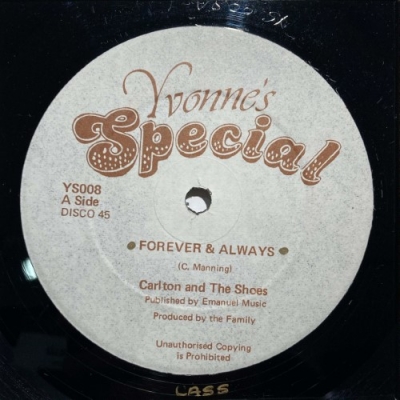 Yvonne's
Special
YS008
A Side
DISCO 45
FOREVER & ALWAYS
(C. Manning)
Carlton and The Shoes
Published by Emanuel Music
Produced by the Family
Unauthorised Copying
is Prohibited
LASS